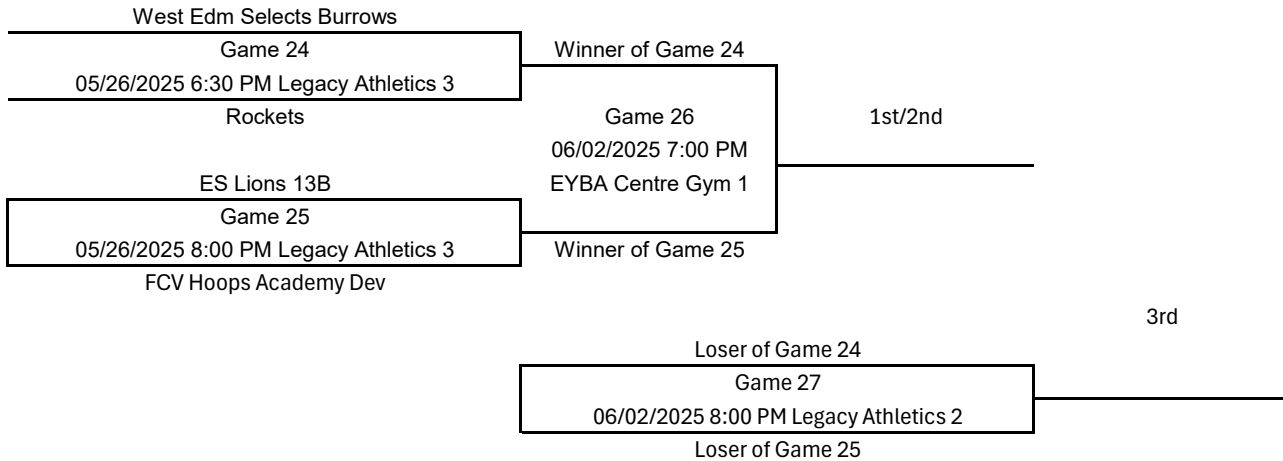 West Edm Selects Burrows
Game 24
05/26/2025 6:30 PM Legacy Athletics 3
Rockets
Winner of Game 24
Game 26
06/02/2025 7:00 PM
EYBA Centre Gym 1
1st/2nd
ES Lions 13B
Game 25
05/26/2025 8:00 PM Legacy Athletics 3
FCV Hoops Academy Dev
Winner of Game 25
3rd
Loser of Game 24
Game 27
06/02/2025 8:00 PM Legacy Athletics 2
Loser of Game 25